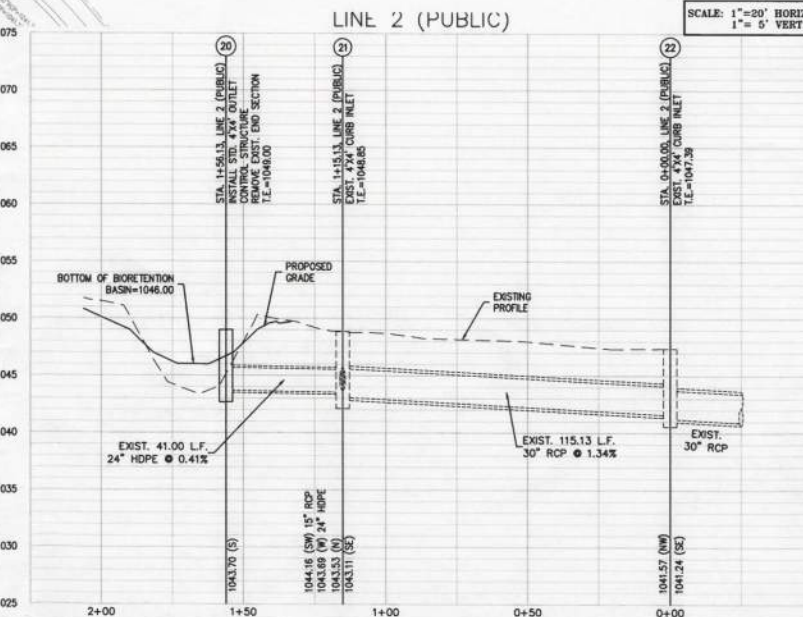 LINE 2 (PUBLIC)
SCALE: 1"=20' HORIZ
1"= 5' VERT
20
21
22
STA. 1+56.13, LINE 2 (PUBLIC)
INSTALL STD. 4'X4' OUTLET
CONTROL STRUCTURE
REMOVE EXIST. END SECTION
T.E.=1049.00
STA. 1+15.13, LINE 2 (PUBLIC)
EXIST. 4'X4' CURB INLET
T.E.=1048.85
STA. 0+00.00, LINE 2 (PUBLIC)
EXIST. 4'X4' CURB INLET
T.E.=1047.39
075
070
065
060
055
050
045
040
035
030
025
BOTTOM OF BIORETENTION
BASIN=1046.00
PROPOSED
GRADE
EXISTING
PROFILE
EXIST. 41.00 L.F.
24" HDPE @ 0.41%
EXIST. 115.13 L.F.
30" RCP @ 1.34%
EXIST.
30" RCP
1043.70 (S)
1044.16 (SW) 15" RCP
1043.69 (W) 24" HDPE
1043.53 (N)
1043.11 (SE)
1041.57 (NW)
1041.24 (SE)
2+00
1+50
1+00
0+50
0+00